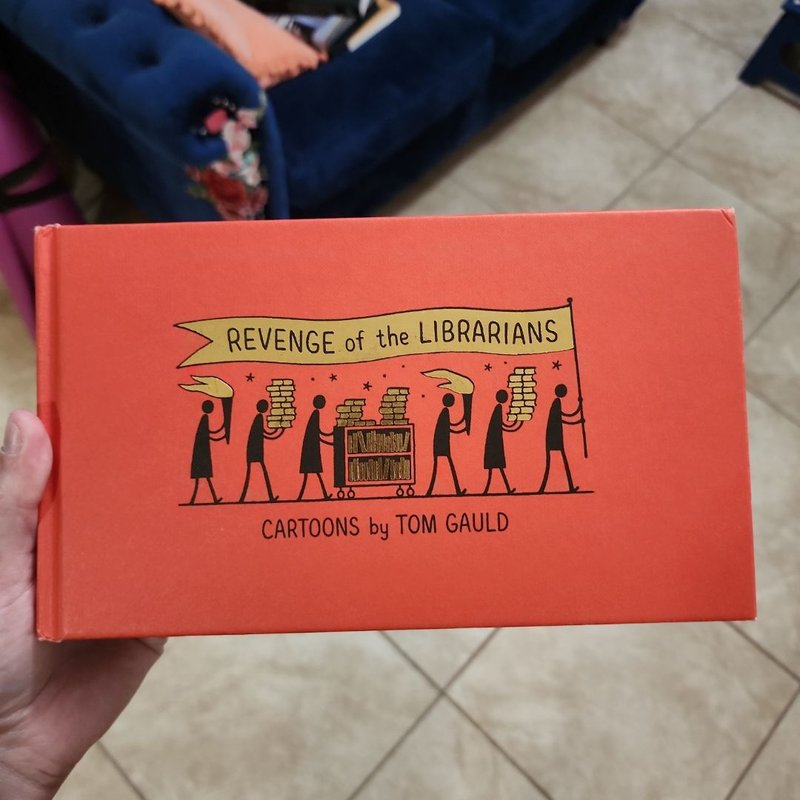 REVENGE of the LIBRARIANS
CARTOONS by TOM GAULD